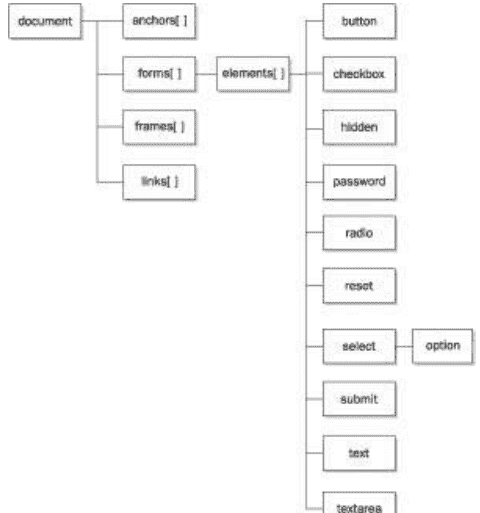 document
anchors[ ]
forms[ ]
frames[ ]
links[ ]
elements[ ]
button
checkbox
hidden
password
radio
reset
select
option
submit
text
textarea